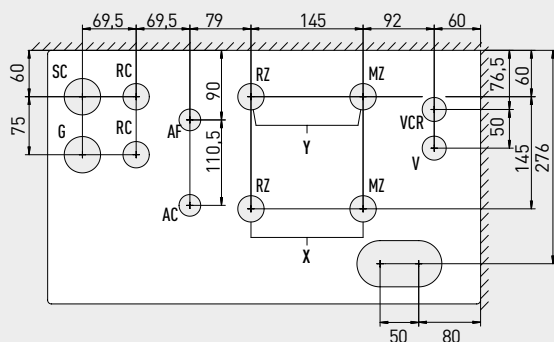 69,5 69,5 79 145 92 60
60 SC RC 90 RZ MZ 76,5 60
75 G RC AF Y VCR 50
V
110,5 145 276
AC RZ MZ
X
50 80